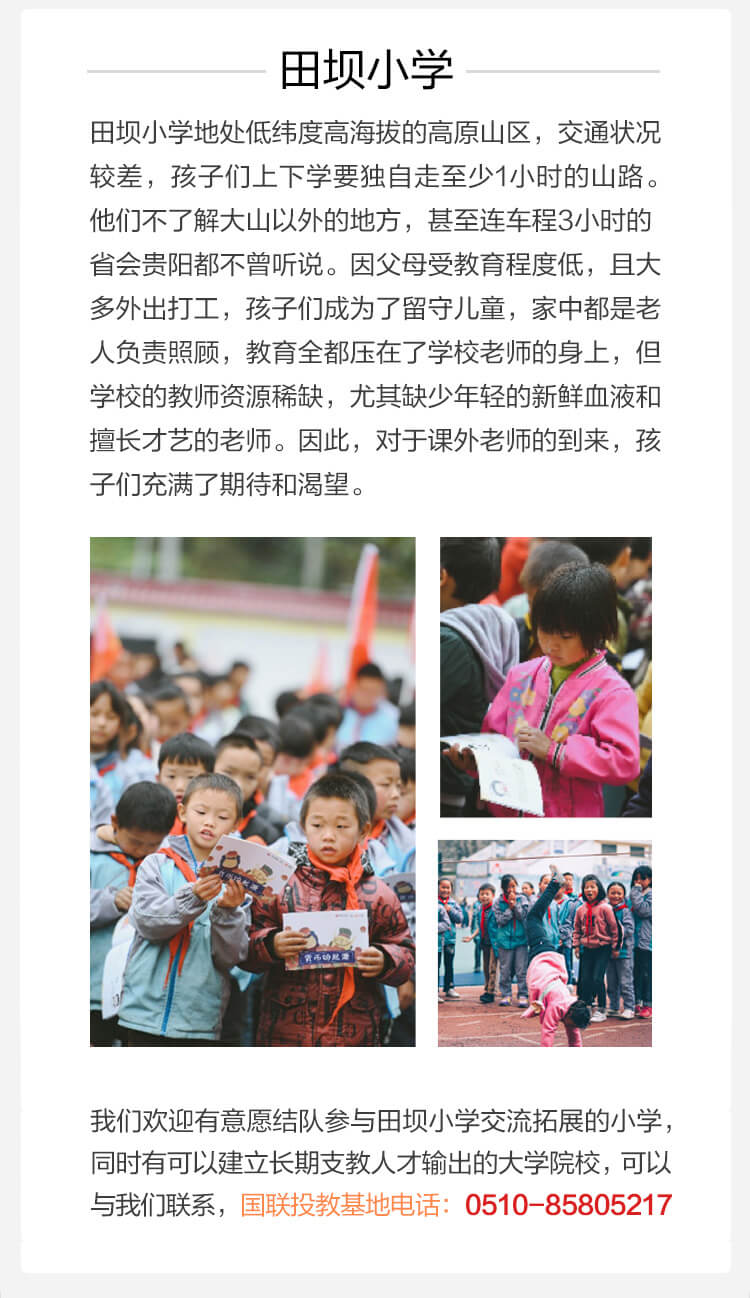 田坝小学
田坝小学地处低纬度高海拔的高原山区，交通状况
较差，孩子们上下学要独自走至少1小时的山路。
他们不了解大山以外的地方，甚至连车程3小时的
省会贵阳都不曾听说。因父母受教育程度低，且大
多外出打工，孩子们成为了留守儿童，家中都是老
人负责照顾，教育全都压在了学校老师的身上，但
学校的教师资源稀缺，尤其缺少年轻的新鲜血液和
擅长才艺的老师。因此，对于课外老师的到来，孩
子们充满了期待和渴望。
货币的起源
货币的起源
我们欢迎有意愿结队参与田坝小学交流拓展的小学，
同时有可以建立长期支教人才输出的大学院校，可以
与我们联系，国联投教基地电话：0510-85805217